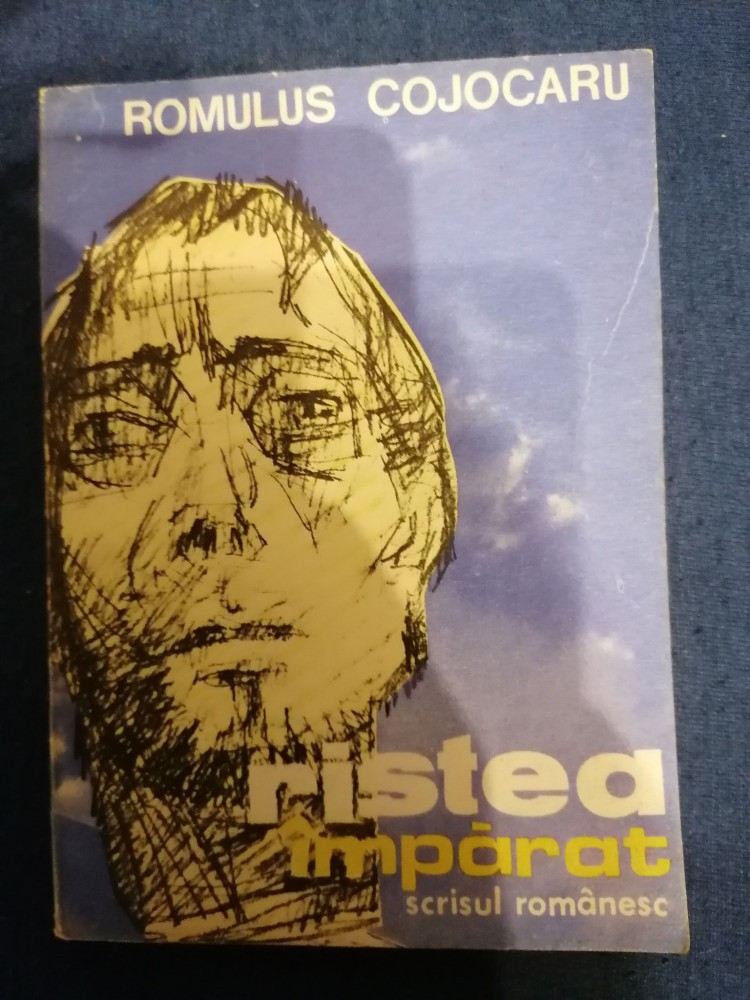 ROMULUS COJOCARU
ristea
împărat
scrisul românesc